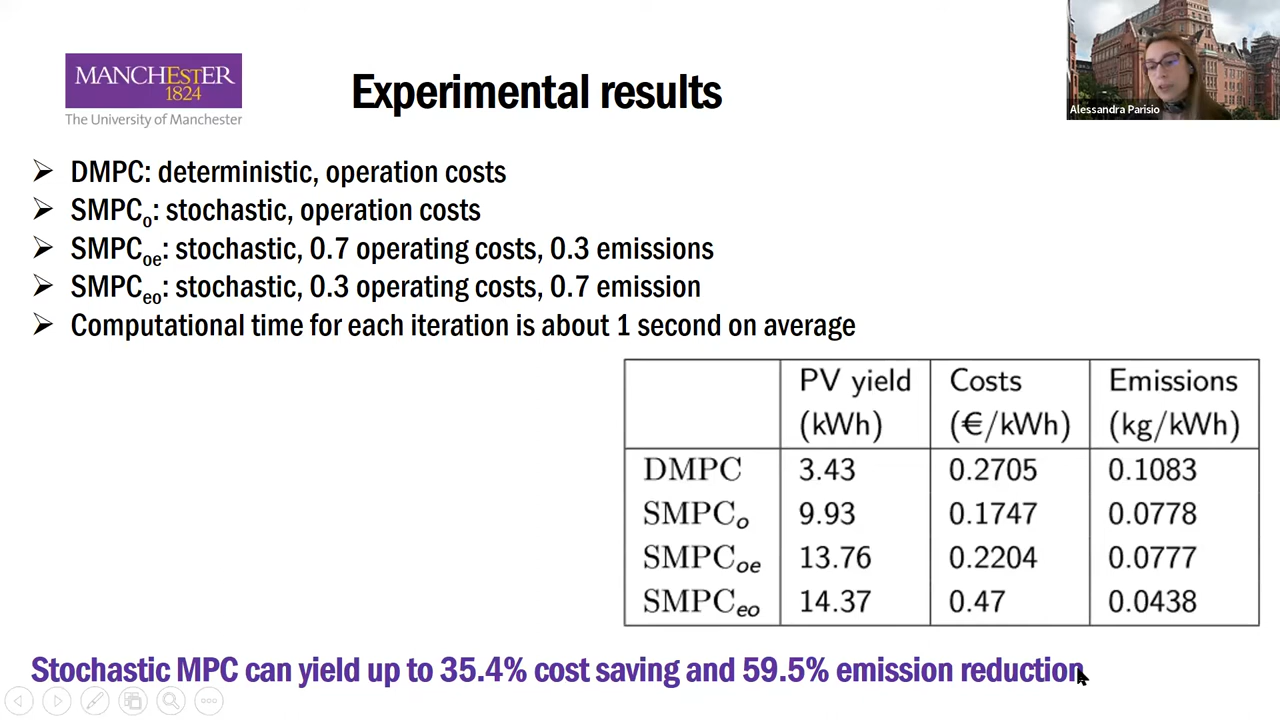 MANCHESTER
1824
The University of Manchester
Experimental results
Alessandra Parisio
➢ DMPC: deterministic, operation costs
➢ SMPCo: stochastic, operation costs
➢ SMPCoe: stochastic, 0.7 operating costs, 0.3 emissions
➢ SMPCeo: stochastic, 0.3 operating costs, 0.7 emission
➢ Computational time for each iteration is about 1 second on average
PV yield Costs Emissions
(kWh) (€/kWh) (kg/kWh)
DMPC 3.43 0.2705 0.1083
SMPCo 9.93 0.1747 0.0778
SMPCoe 13.76 0.2204 0.0777
SMPCeo 14.37 0.47 0.0438
Stochastic MPC can yield up to 35.4% cost saving and 59.5% emission reduction